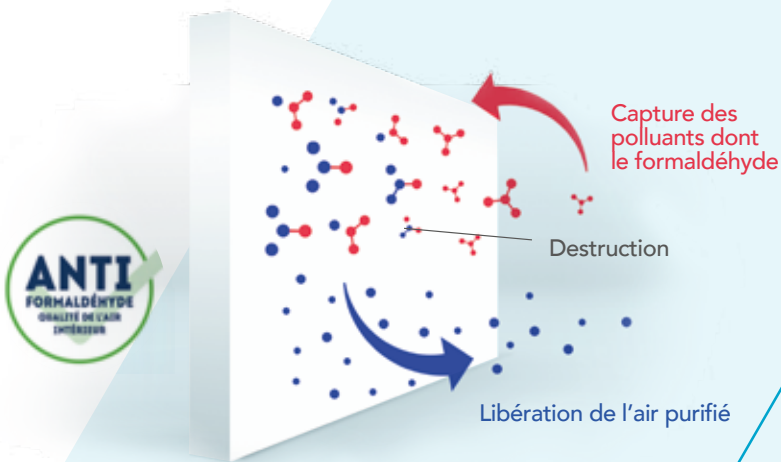 Capture des
polluants dont
le formaldéhyde
Destruction
ANTI
FORMALDÉHYDE
QUALITÉ DE L'AIR
INTÉRIEUR
Libération de l'air purifié